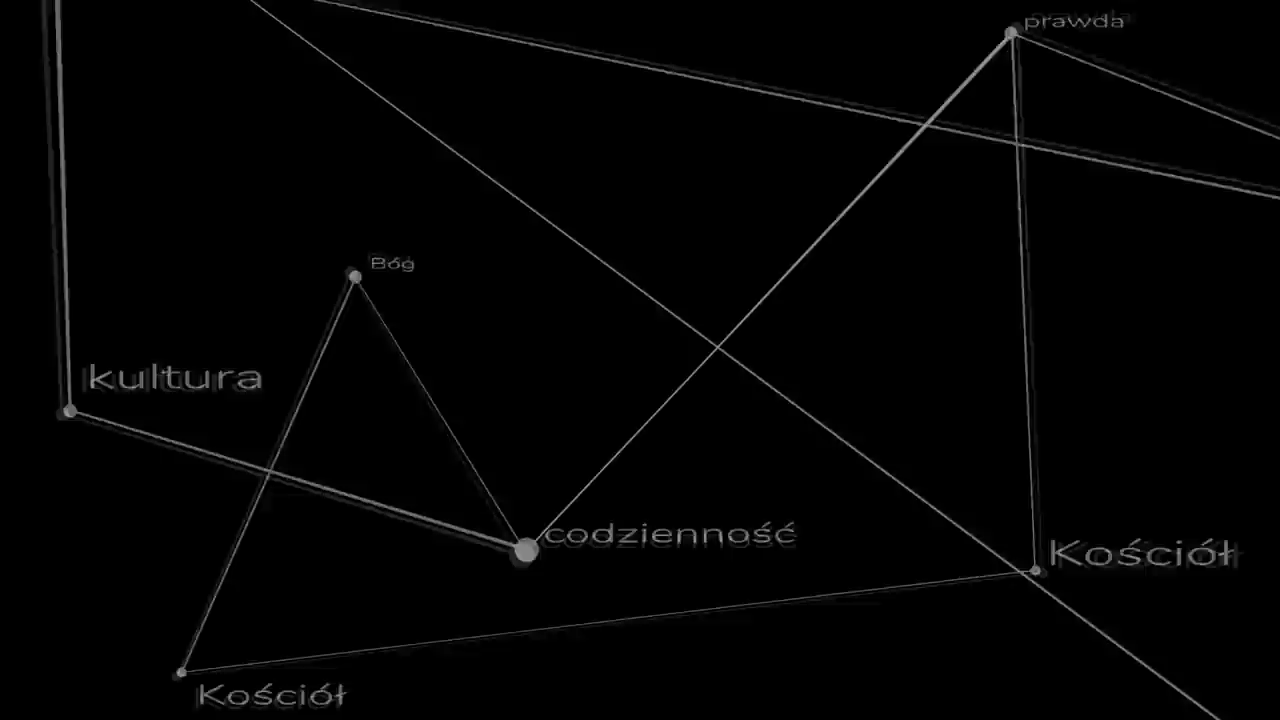 prawda
Bóg
kultura
codzienność
Kościół
Kościół